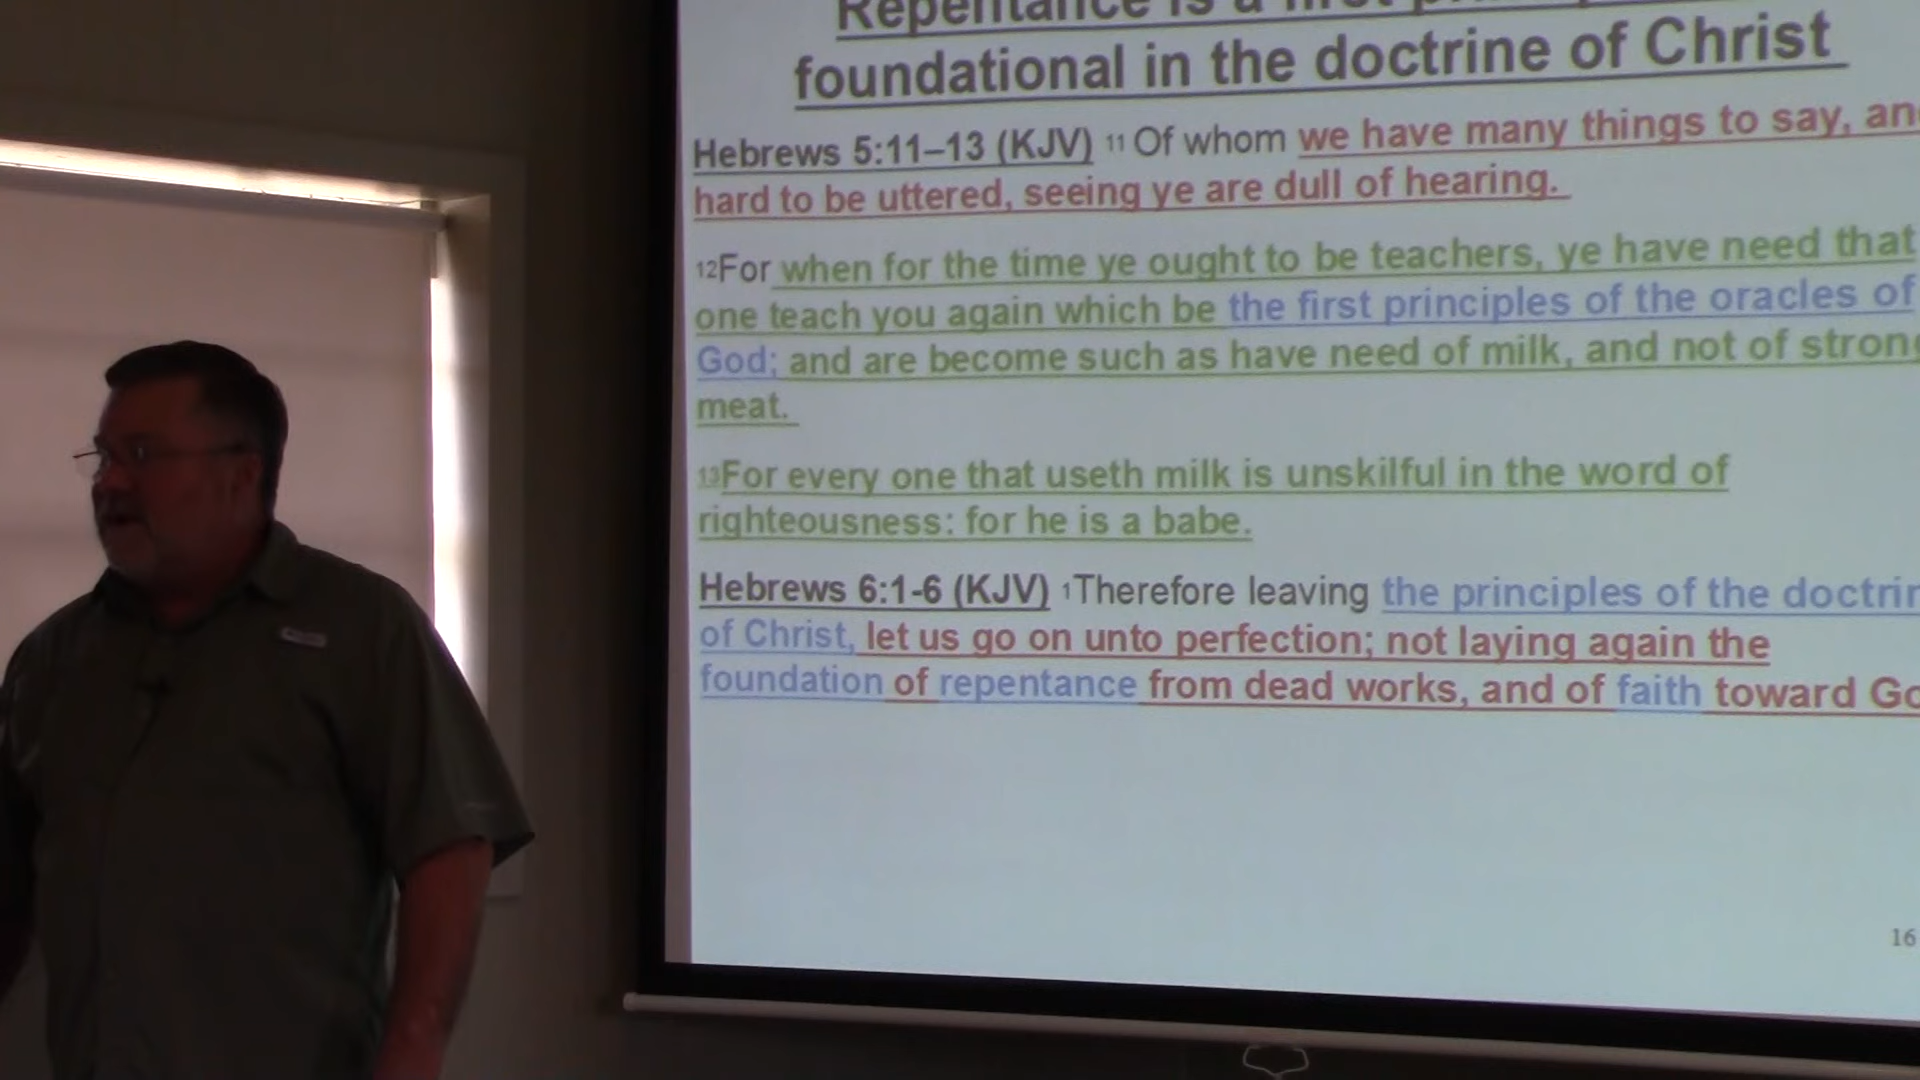 Repentance is a first
foundational in the doctrine of Christ
Hebrews 5:11–13 (KJV) 11 Of whom we have many things to say, an
hard to be uttered, seeing ye are dull of hearing.
12For when for the time ye ought to be teachers, ye have need that
one teach you again which be the first principles of the oracles of
God; and are become such as have need of milk, and not of strong
meat.
13For every one that useth milk is unskilful in the word of
righteousness: for he is a babe.
Hebrews 6:1-6 (KJV) 1Therefore leaving the principles of the doctrin
of Christ, let us go on unto perfection; not laying again the
foundation of repentance from dead works, and of faith toward Go
16